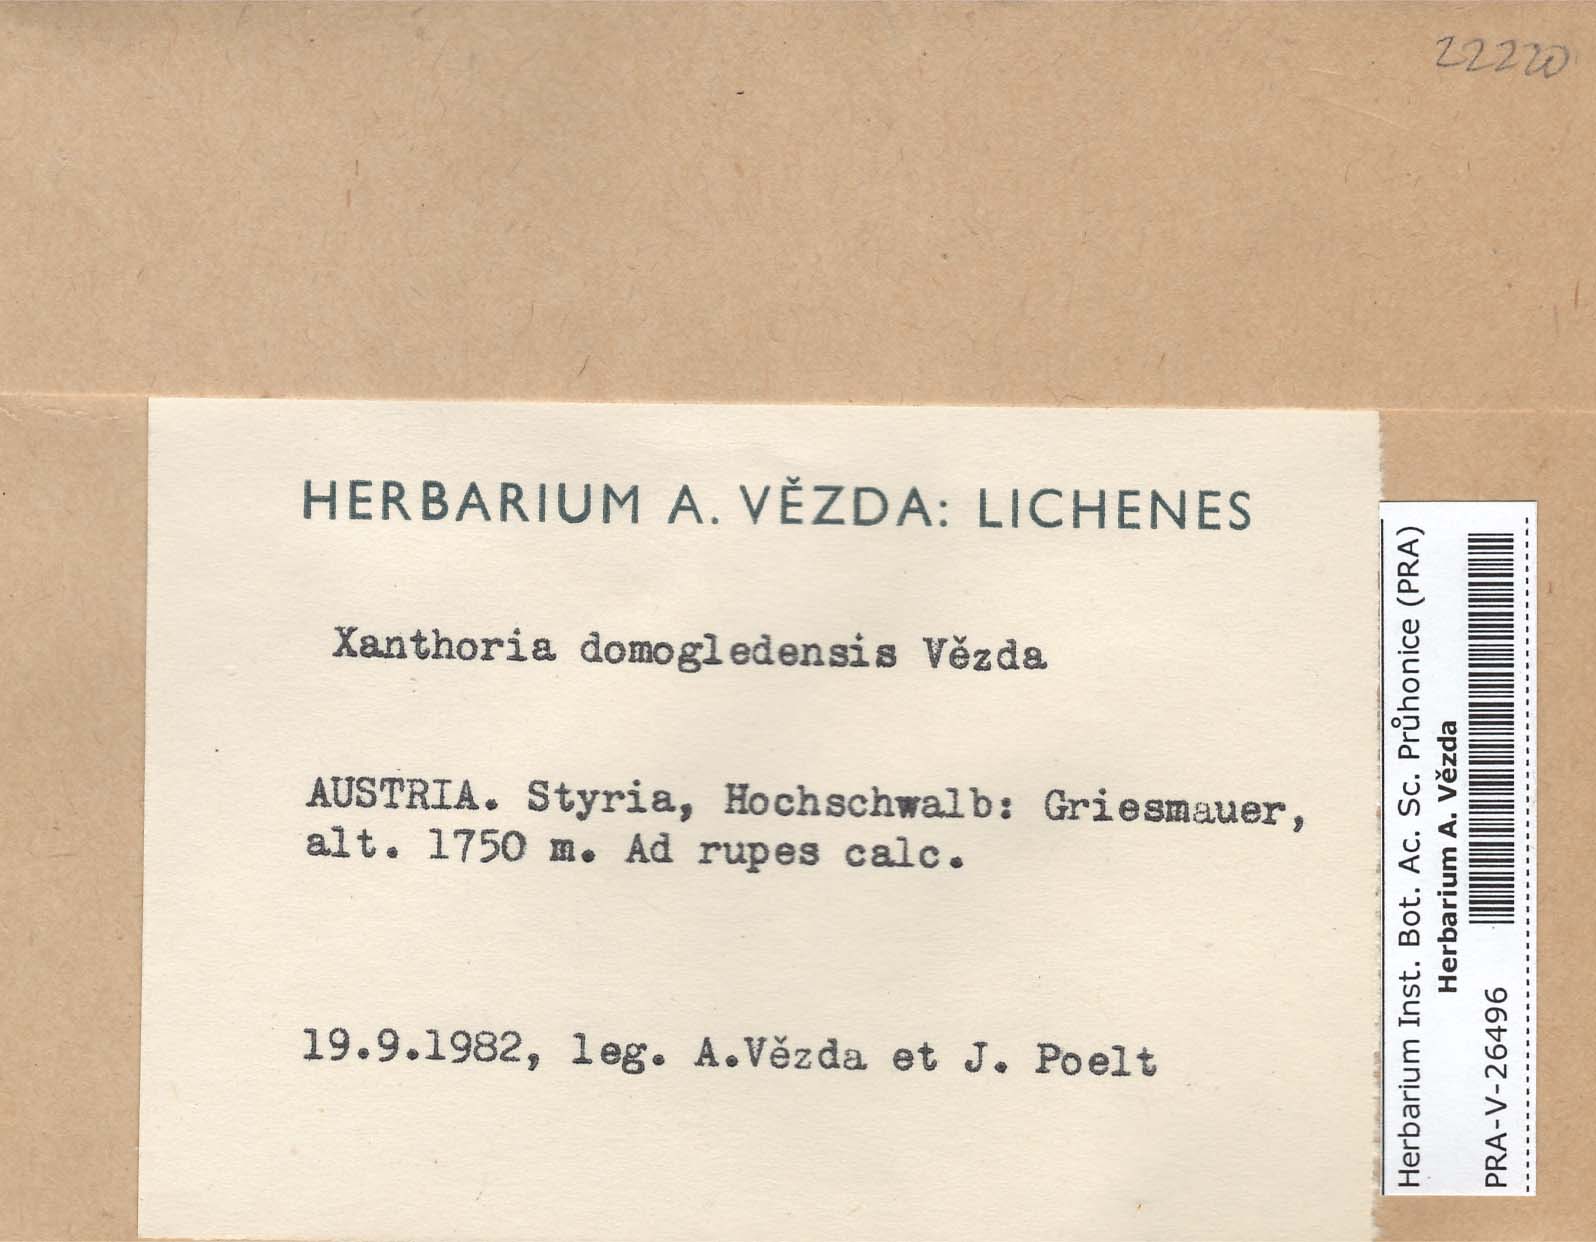 22220
HERBARIUM A. VĚZDA: LICHENES
Xanthoria domogledensis Vězda
AUSTRIA. Styria, Hochschwalb: Griesmauer,
alt. 1750 m. Ad rupes calc.
19.9.1982, leg. A.Vězda et J. Poelt
Herbarium Inst. Bot. Ac. Sc. Průhonice (PRA)
Herbarium A. Vězda
PRA-V-26496